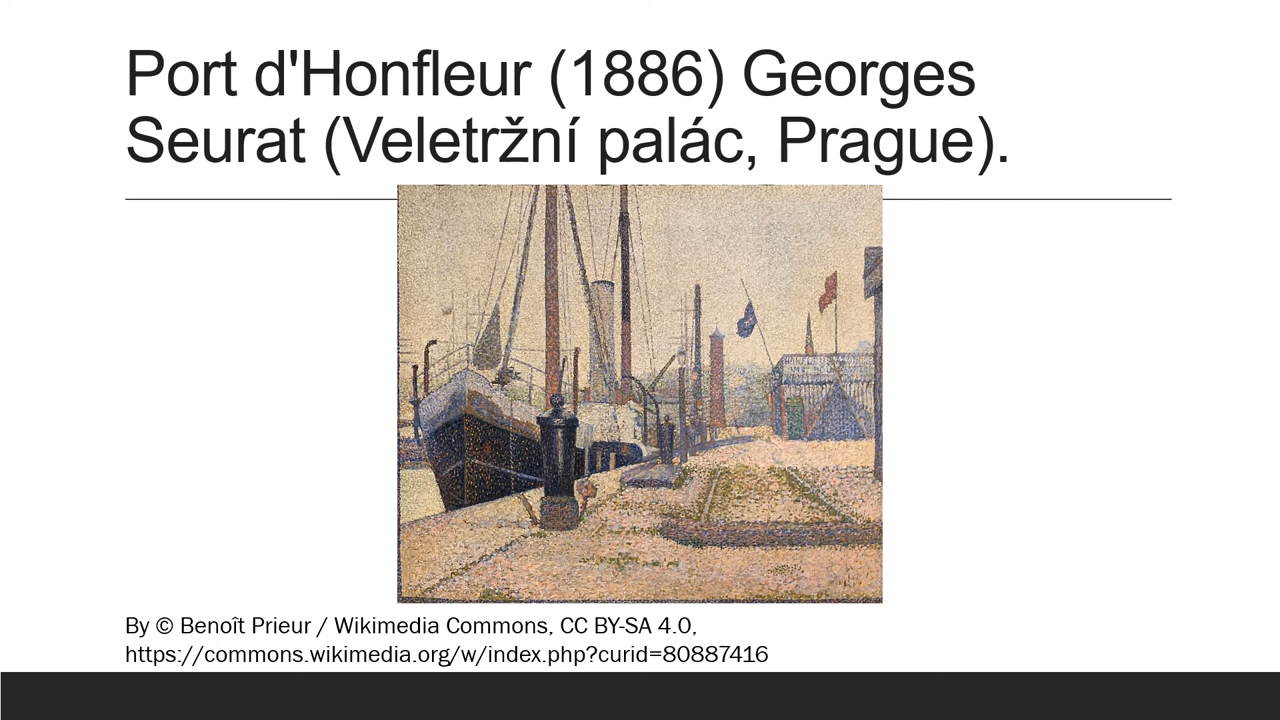 Port d'Honfleur (1886) Georges
Seurat (Veletržní palác, Prague).
By © Benoît Prieur / Wikimedia Commons, CC BY-SA 4.0,
https://commons.wikimedia.org/w/index.php?curid=80887416